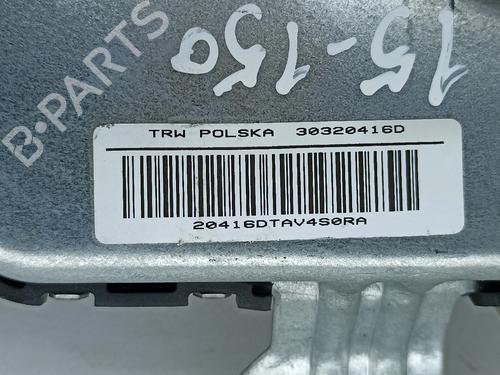 B-PARTS
15-150
TRW POLSKA 30320416D
20416DTAV4S0RA